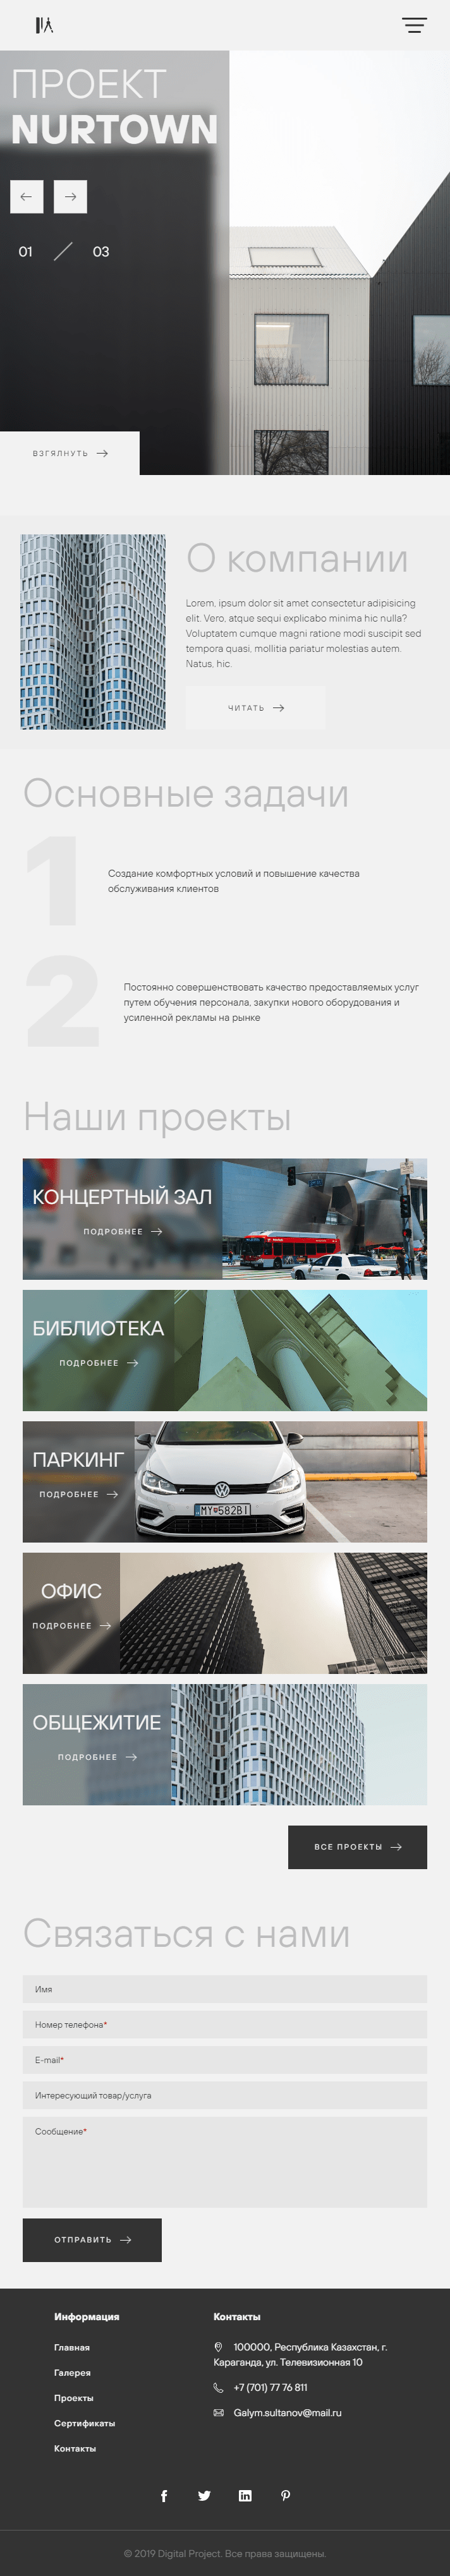 ПРОЕКТ
NURTOWN
01
03
ВЗГЛЯНУТЬ
О компании
Lorem, ipsum dolor sit amet consectetur adipisicing
elit. Vero, atque sequi explicabo minima hic nulla?
Voluptatem cumque magni ratione modi suscipit sed
tempora quasi, mollitia pariatur molestias autem.
Natus, hic.
ЧИТАТЬ
Основные задачи
1
Создание комфортных условий и повышение качества
обслуживания клиентов
2
Постоянно совершенствовать качество предоставляемых услуг
путем обучения персонала, закупки нового оборудования и
усиленной рекламы на рынке
Наши проекты
КОНЦЕРТНЫЙ ЗАЛ
ПОДРОБНЕЕ
БИБЛИОТЕКА
ПОДРОБНЕЕ
ПАРКИНГ
ПОДРОБНЕЕ
MY·582BI
ОФИС
ПОДРОБНЕЕ
ОБЩЕЖИТИЕ
ПОДРОБНЕЕ
ВСЕ ПРОЕКТЫ
Связаться с нами
Имя
Номер телефона*
E-mail*
Интересующий товар/услуга
Сообщение*
ОТПРАВИТЬ
Информация
Главная
Галерея
Проекты
Сертификаты
Контакты
Контакты
100000, Республика Казахстан, г.
Караганда, ул. Телевизионная 10
+7 (701) 77 76 811
Galym.sultanov@mail.ru
© 2019 Digital Project. Все права защищены.